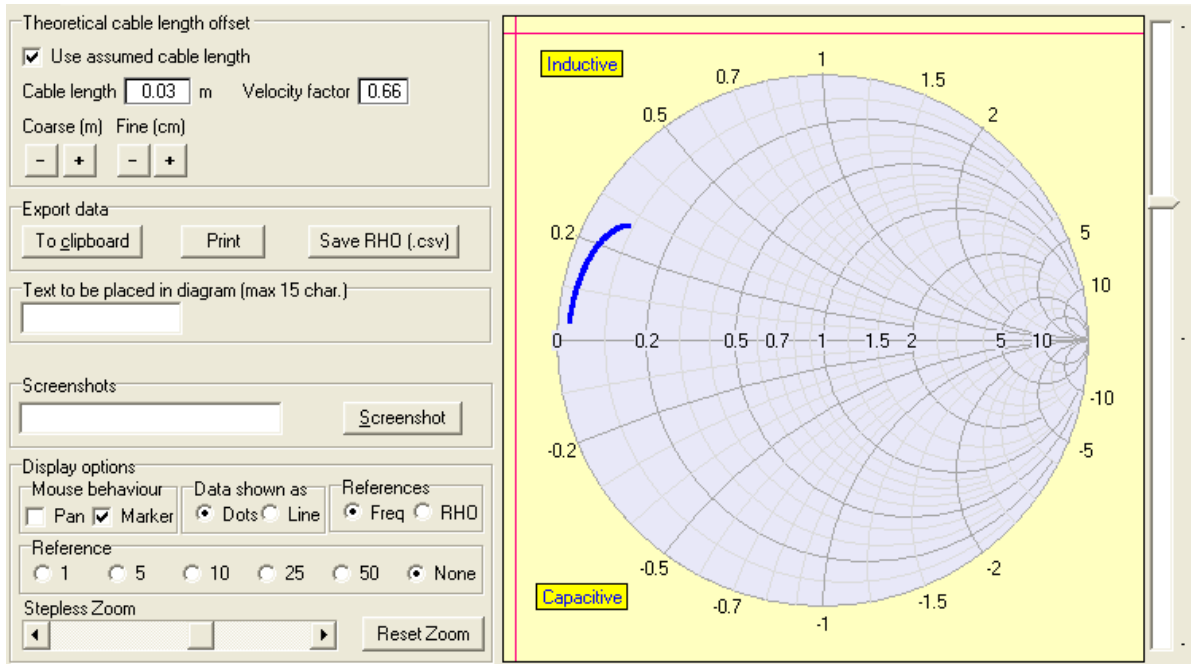 Theoretical cable length offset
Use assumed cable length
Cable length 0.03 m Velocity factor 0.66
Coarse (m) Fine (cm)
- + - +
Export data
To clipboard Print Save RHO (.csv)
Text to be placed in diagram (max 15 char.)
Screenshots
Screenshot
Display options
Mouse behaviour Data shown as References
Pan Marker Dots Line Freq RHO
Reference
1 5 10 25 50 None
Stepless Zoom
Reset Zoom
Inductive
1
0.7 1.5
0.5 2
0.2 5
10
0 0.2 0.5 0.7 1 1.5 2 5 10
-10
-0.2 -5
-0.5 -2
Capacitive
-0.7 -1.5
-1